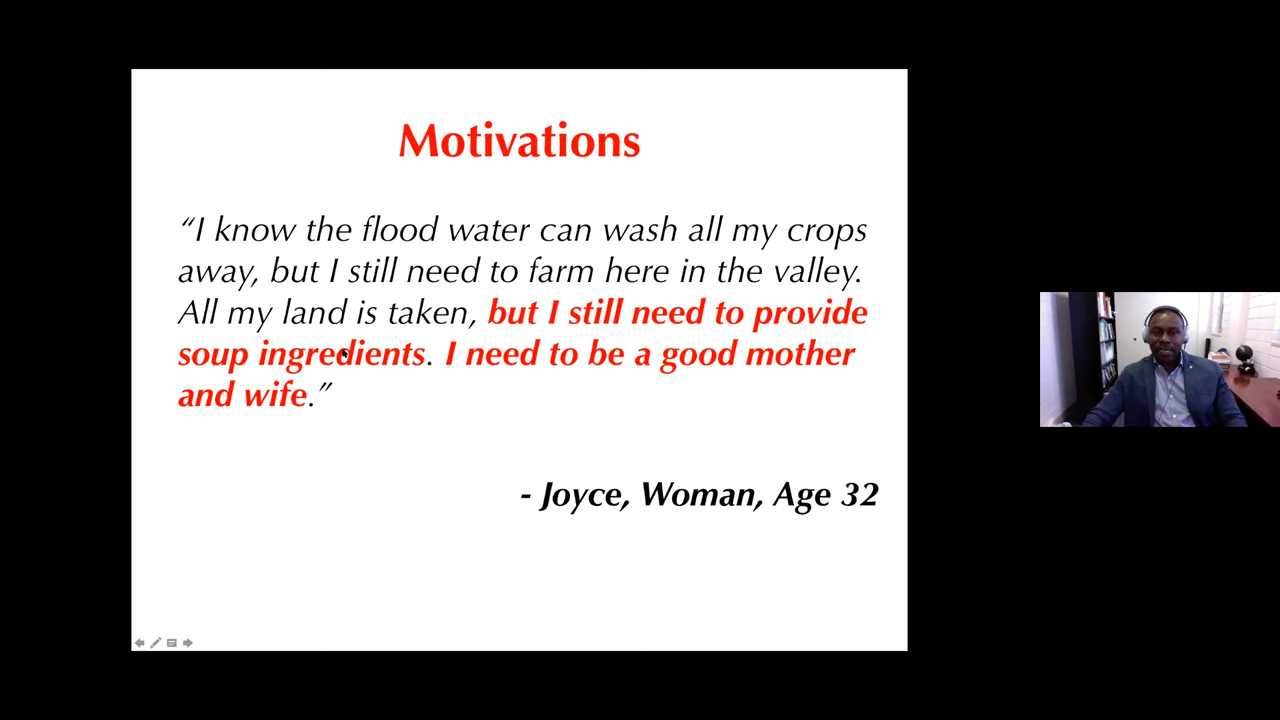 Motivations
“I know the flood water can wash all my crops
away, but I still need to farm here in the valley.
All my land is taken, but I still need to provide
soup ingredients. I need to be a good mother
and wife.”
- Joyce, Woman, Age 32